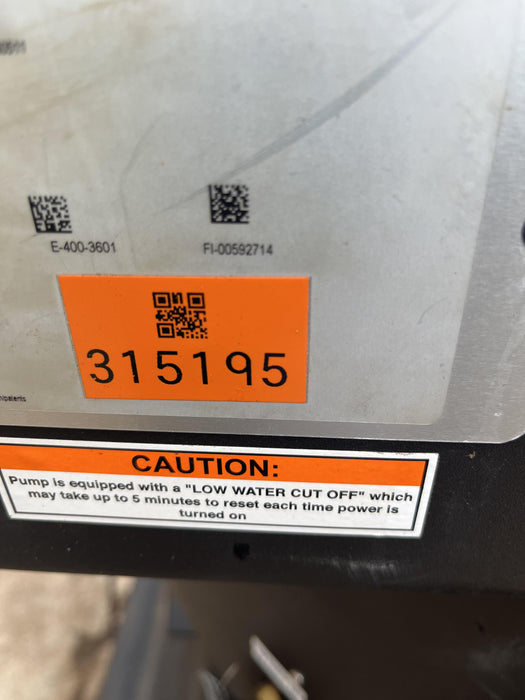 E-400-3601
FI-00592714
315195
CAUTION:
Pump is equipped with a "LOW WATER CUT OFF" which
may take up to 5 minutes to reset each time power is
turned on